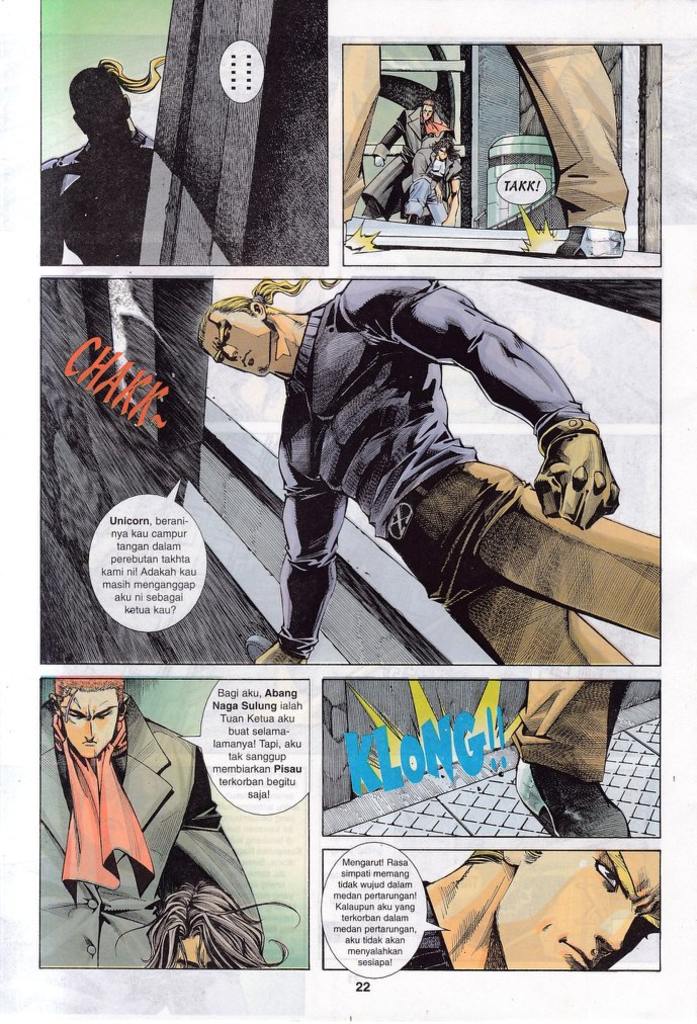 TAKK!
CHAKK~
Unicorn, berani-
nya kau campur
tangan dalam
perebutan takhta
kami ni! Adakah kau
masih menganggap
aku ni sebagai
ketua kau?
Bagi aku, Abang
Naga Sulung ialah
Tuan Ketua aku
buat selama-
lamanya! Tapi, aku
tak sanggup
membiarkan Pisau
terkorban begitu
saja!
KLONG!!
Mengarut! Rasa
simpati memang
tidak wujud dalam
medan pertarungan!
Kalaupun aku yang
terkorban dalam
medan pertarungan,
aku tidak akan
menyalahkan
sesiapa!
22